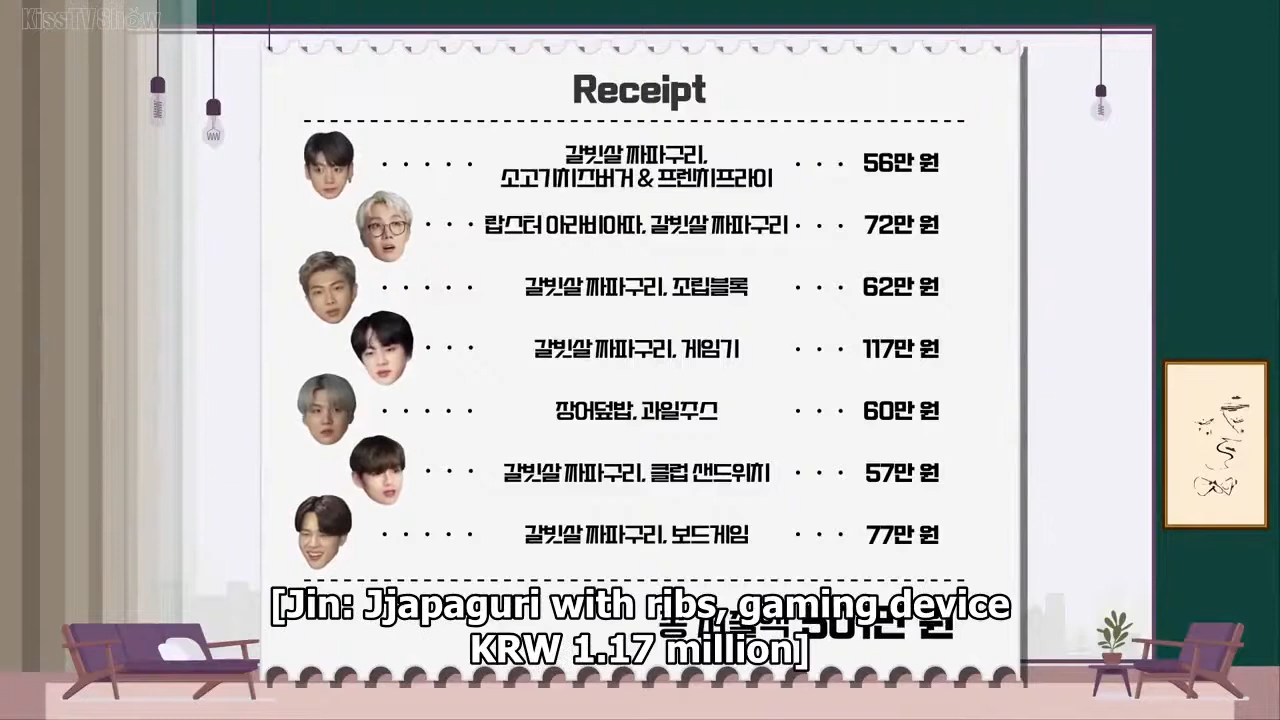 KissTVShow
Receipt
갈빗살 짜파구리,
소고기치즈버거 & 프렌치프라이
56만 원
랍스터 아라비아따, 갈빗살 짜파구리
72만 원
갈빗살 짜파구리, 조립블록
62만 원
갈빗살 짜파구리, 게임기
117만 원
장어덮밥, 과일주스
60만 원
갈빗살 짜파구리, 클럽 샌드위치
57만 원
갈빗살 짜파구리, 보드게임
77만 원
501만 원
[Jin: Jjapaguri with ribs, gaming device
KRW 1.17 million]